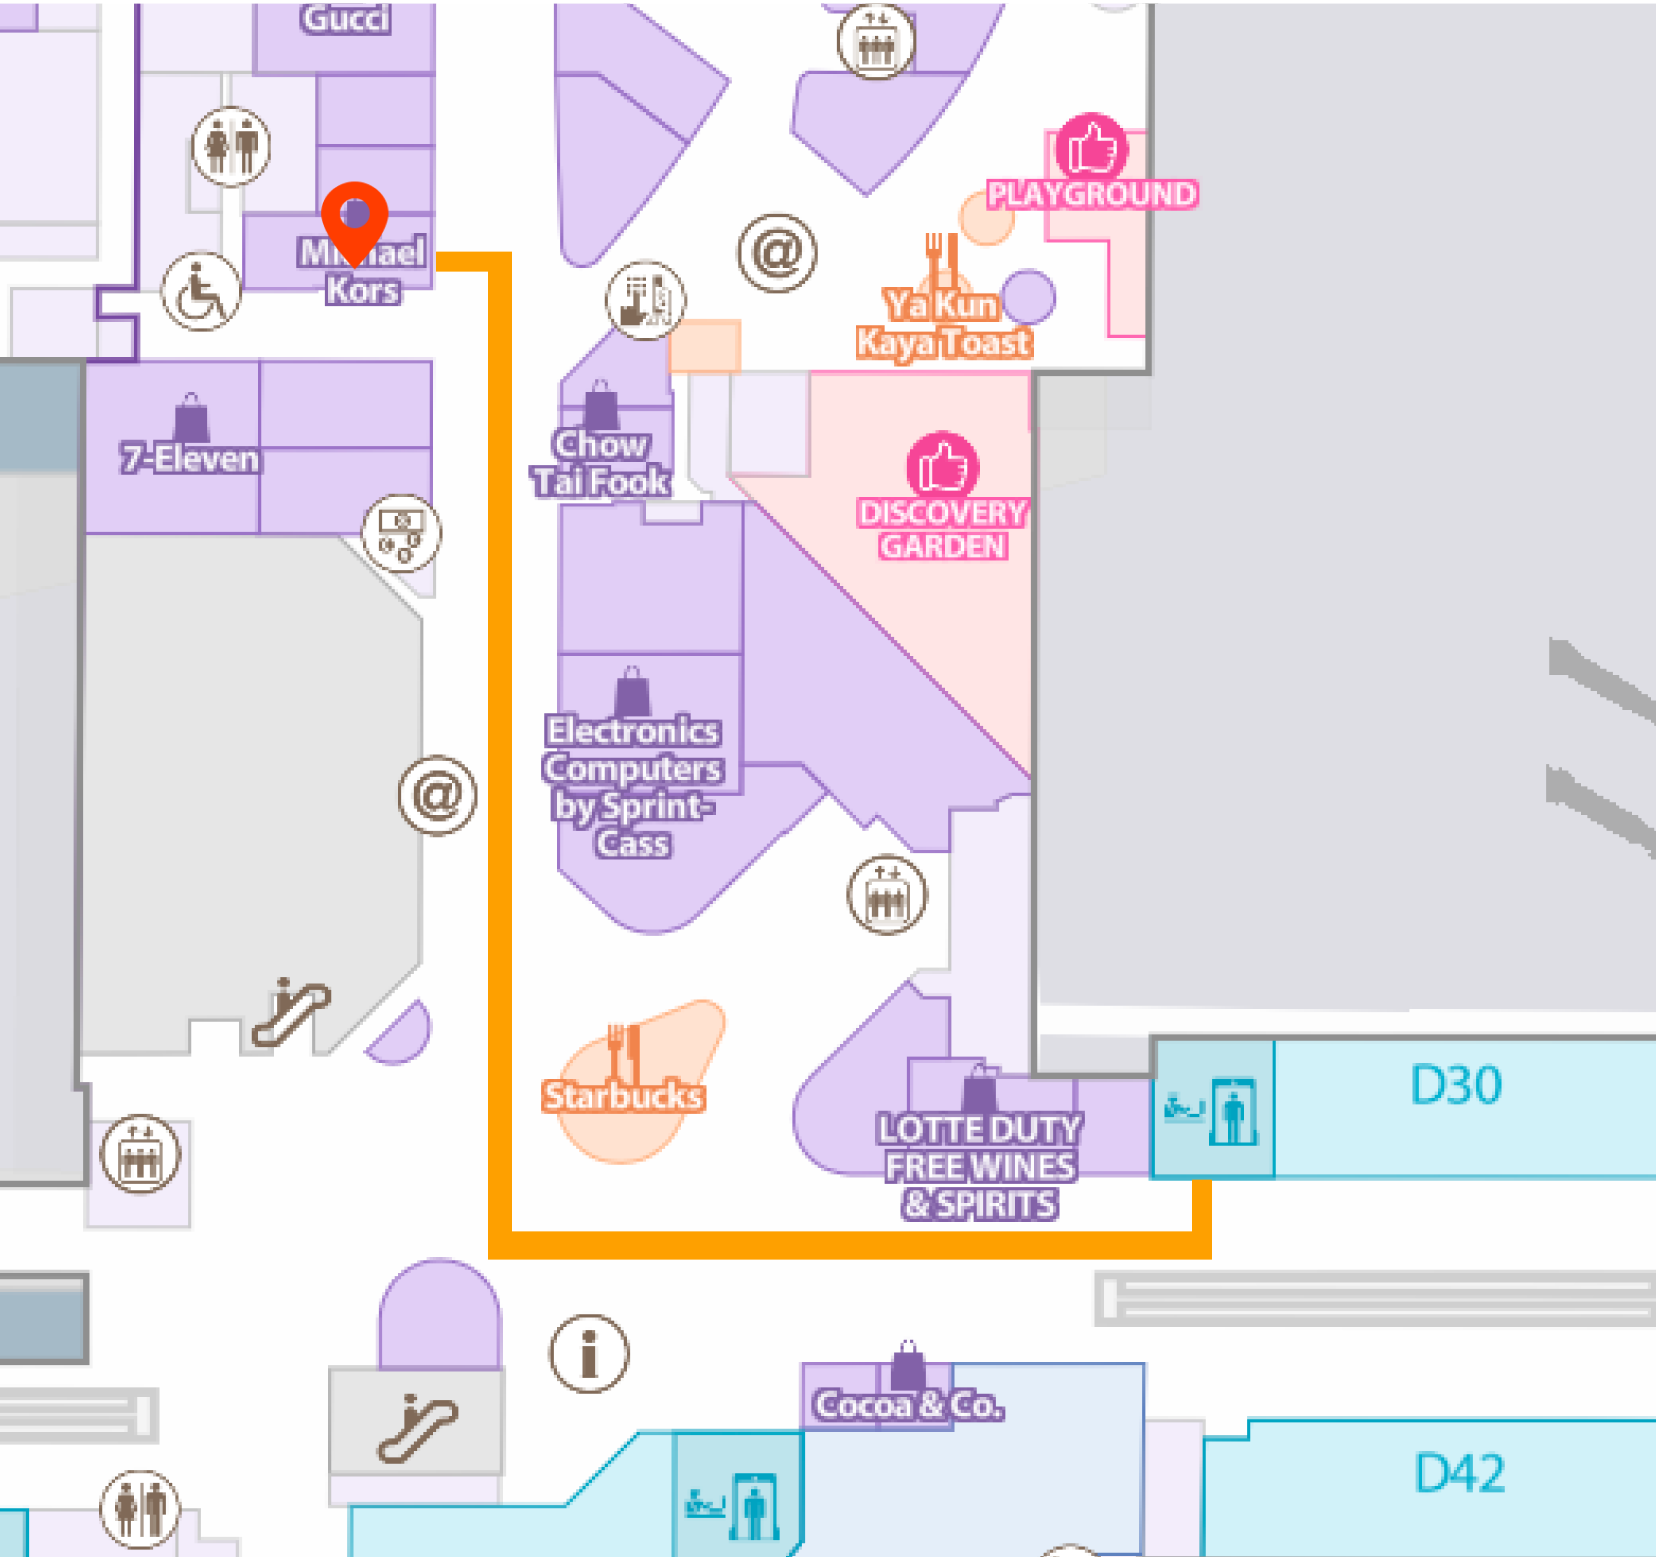 Gucci
PLAYGROUND
Michael
Kors
@
Ya Kun
Kaya Toast
7-Eleven
Chow
Tai Fook
DISCOVERY
GARDEN
Electronics
Computers
by Sprint-
Cass
@
Starbucks
D30
LOTTE DUTY
FREE WINES
& SPIRITS
i
Cocoa & Co.
D42